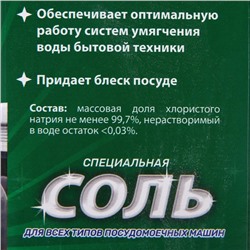 Обеспечивает оптимальную
работу систем умягчения
воды бытовой техники
Придает блеск посуде
Состав: массовая доля хлористого
натрия не менее 99,7%, нерастворимый
в воде остаток <0,03%.
СПЕЦИАЛЬНАЯ
СОЛЬ
ДЛЯ ВСЕХ ТИПОВ ПОСУДОМОЕЧНЫХ МАШИН